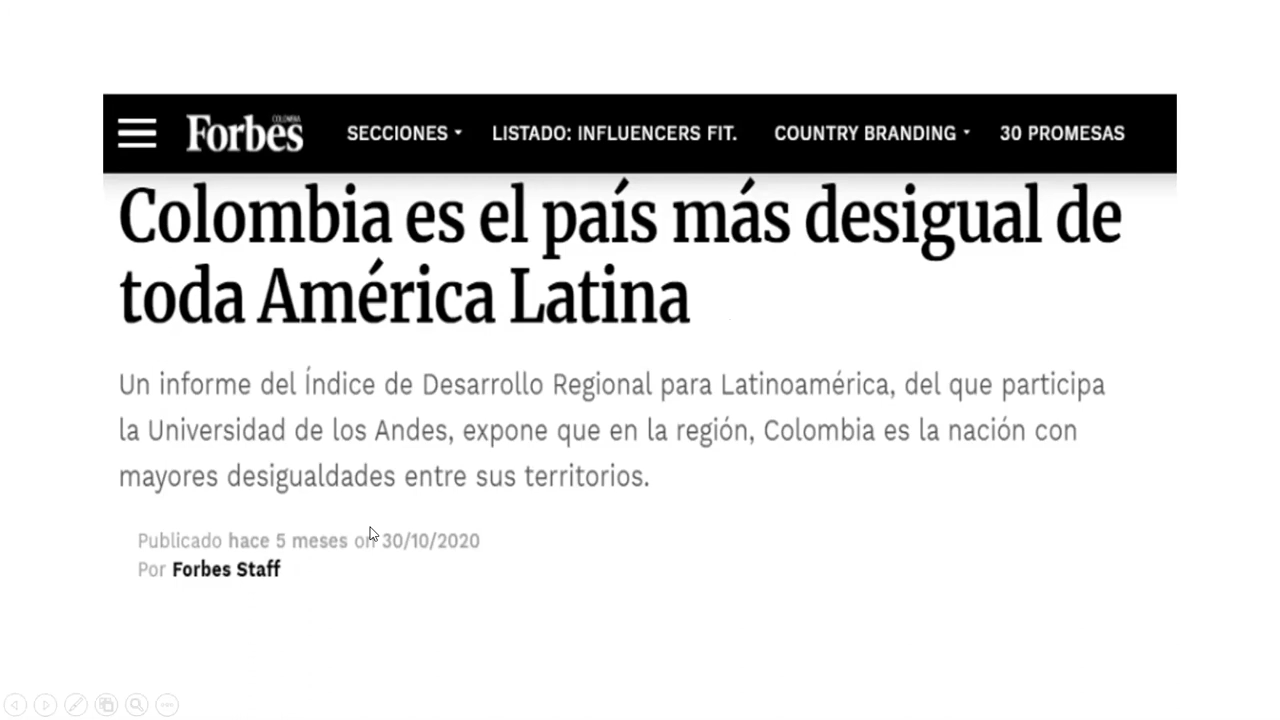 Forbes COLOMBIA SECCIONES LISTADO: INFLUENCERS FIT. COUNTRY BRANDING 30 PROMESAS
Colombia es el país más desigual de
toda América Latina
Un informe del Índice de Desarrollo Regional para Latinoamérica, del que participa
la Universidad de los Andes, expone que en la región, Colombia es la nación con
mayores desigualdades entre sus territorios.
Publicado hace 5 meses on 30/10/2020
Por Forbes Staff